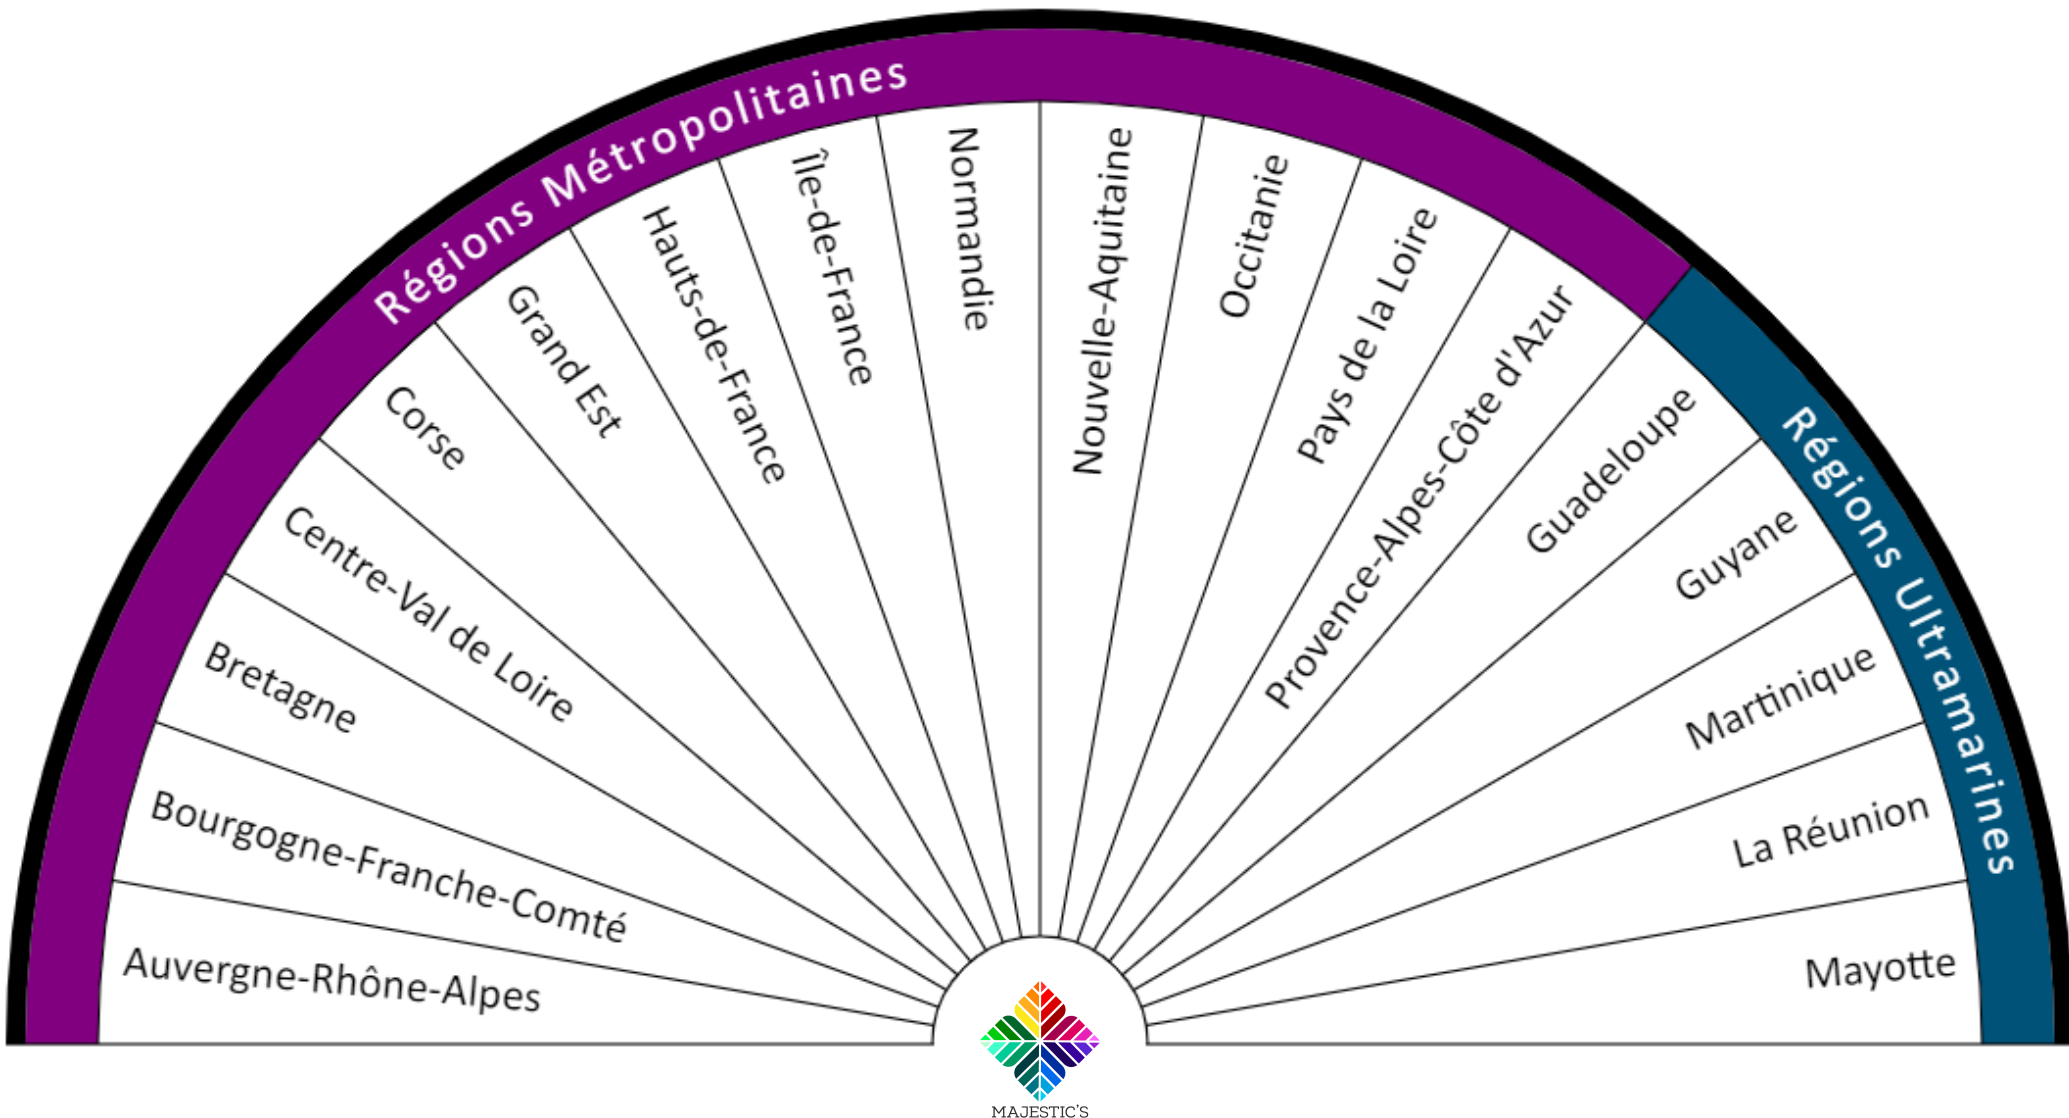 Régions Métropolitaines
Régions Ultramarines
Auvergne-Rhône-Alpes
Bourgogne-Franche-Comté
Bretagne
Centre-Val de Loire
Corse
Grand Est
Hauts-de-France
Île-de-France
Normandie
Nouvelle-Aquitaine
Occitanie
Pays de la Loire
Provence-Alpes-Côte d'Azur
Guadeloupe
Guyane
Martinique
La Réunion
Mayotte
MAJESTIC'S